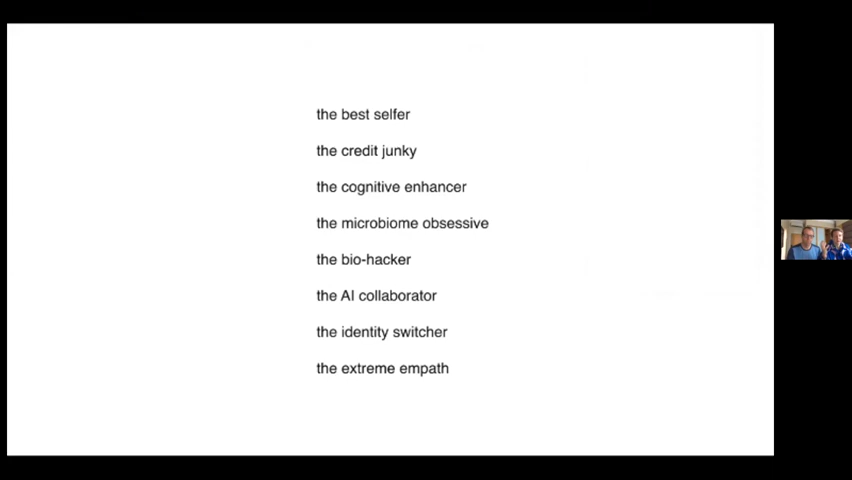 the best selfer
the credit junky
the cognitive enhancer
the microbiome obsessive
the bio-hacker
the AI collaborator
the identity switcher
the extreme empath